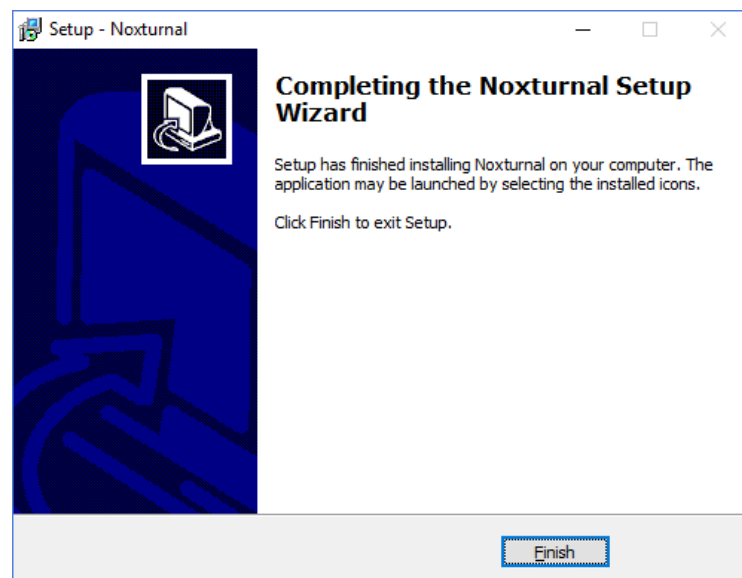 Setup - Noxturnal
Completing the Noxturnal Setup
Wizard
Setup has finished installing Noxturnal on your computer. The
application may be launched by selecting the installed icons.
Click Finish to exit Setup.
Finish